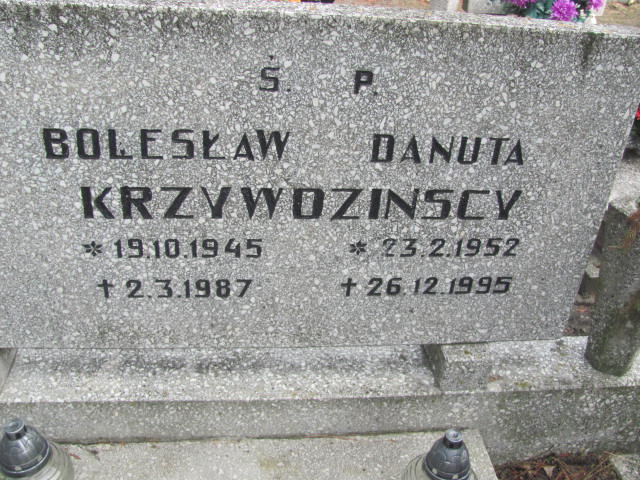 Ś. P.
BOLESŁAW DANUTA
KRZYWDZINSCY
* 19.10.1945 * 23.2.1952
† 2.3.1987 † 26.12.1995